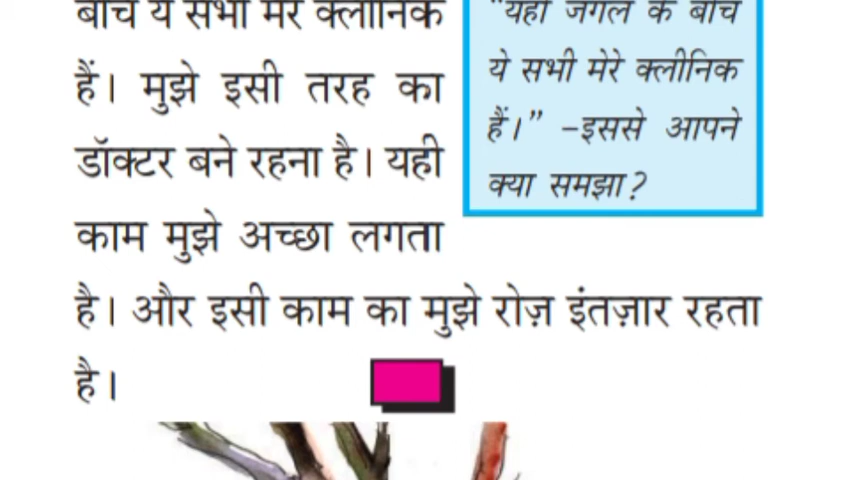 बीच ये सभी मेरे क्लीनिक
हैं। मुझे इसी तरह का
डॉक्टर बने रहना है। यही
काम मुझे अच्छा लगता
है। और इसी काम का मुझे रोज़ इंतज़ार रहता
है।
"यहाँ जंगल के बीच
ये सभी मेरे क्लीनिक
हैं।" -इससे आपने
क्या समझा?